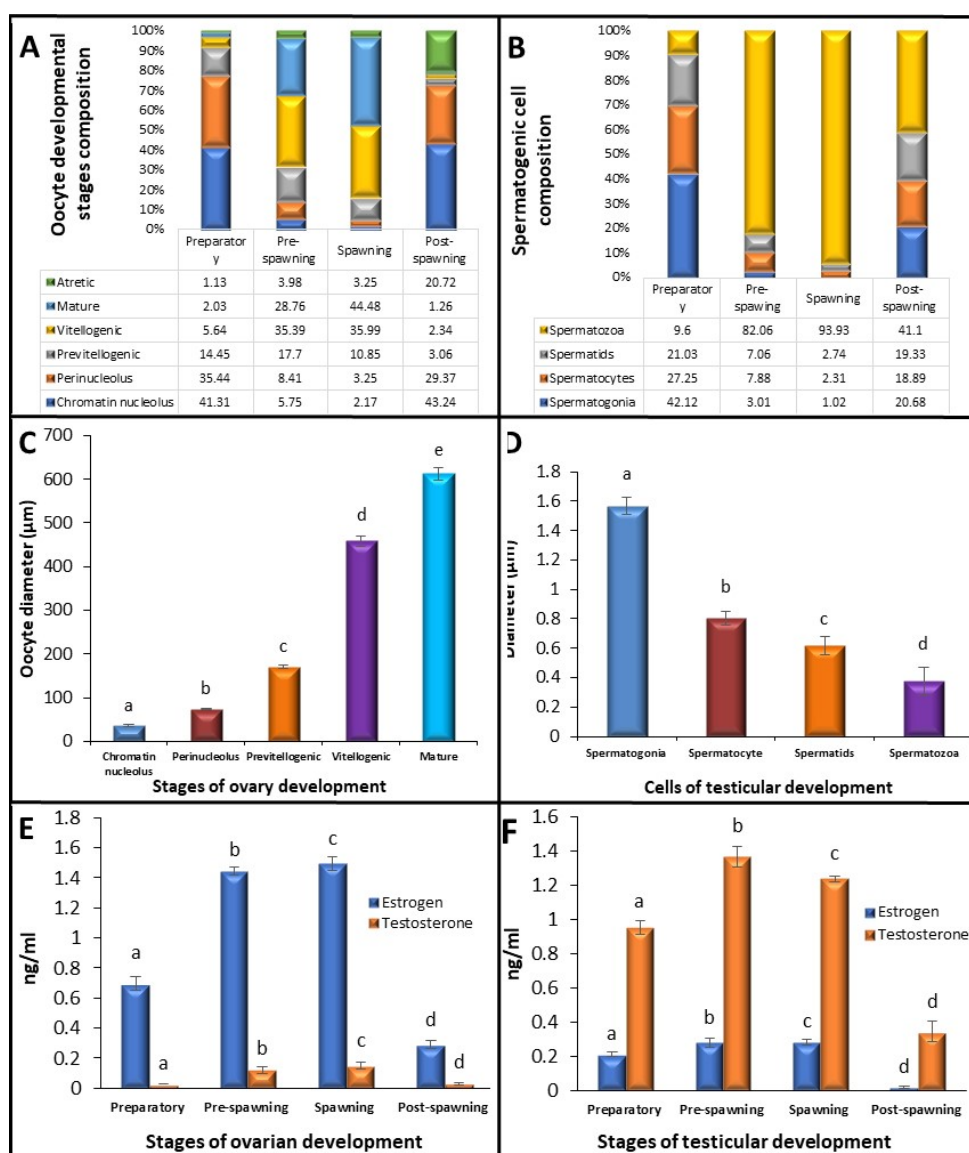 A
Oocyte developmental
stages composition
100%
90%
80%
70%
60%
50%
40%
30%
20%
10%
0%
Preparator
y
Pre-
spawning
Spawning
Post-
spawning
Atretic 1.13 3.98 3.25 20.72
Mature 2.03 28.76 44.48 1.26
Vitellogenic 5.64 35.39 35.99 2.34
Previtellogenic 14.45 17.7 10.85 3.06
Perinucleolus 35.44 8.41 3.25 29.37
Chromatin nucleolus 41.31 5.75 2.17 43.24
B
Spermatogenic cell
composition
100%
90%
80%
70%
60%
50%
40%
30%
20%
10%
0%
Preparator
y
Pre-
spawing
Spawning
Post-
spawning
Spermatozoa 9.6 82.06 93.93 41.1
Spermatids 21.03 7.06 2.74 19.33
Spermatocytes 27.25 7.88 2.31 18.89
Spermatogonia 42.12 3.01 1.02 20.68
C
Oocyte diameter (µm)
700
600
500
400
300
200
100
0
a
b
c
d
e
Chromatin
nucleolus
Perinucleolus
Previtellogenic
Vitellogenic
Mature
Stages of ovary development
D
Diameter (µm)
1.8
1.6
1.4
1.2
1
0.8
0.6
0.4
0.2
0
a
b
c
d
Spermatogonia
Spermatocyte
Spermatids
Spermatozoa
Cells of testicular development
E
ng/ml
1.8
1.6
1.4
1.2
1
0.8
0.6
0.4
0.2
0
a
a
b
b
c
c
d
d
Estrogen
Testosterone
Preparatory
Pre-spawning
Spawning
Post-spawning
Stages of ovarian development
F
ng/ml
1.6
1.4
1.2
1
0.8
0.6
0.4
0.2
0
a
a
b
b
c
c
d
d
Estrogen
Testosterone
Preparatory
Pre-spawning
Spawning
Post-spawning
Stages of testicular development